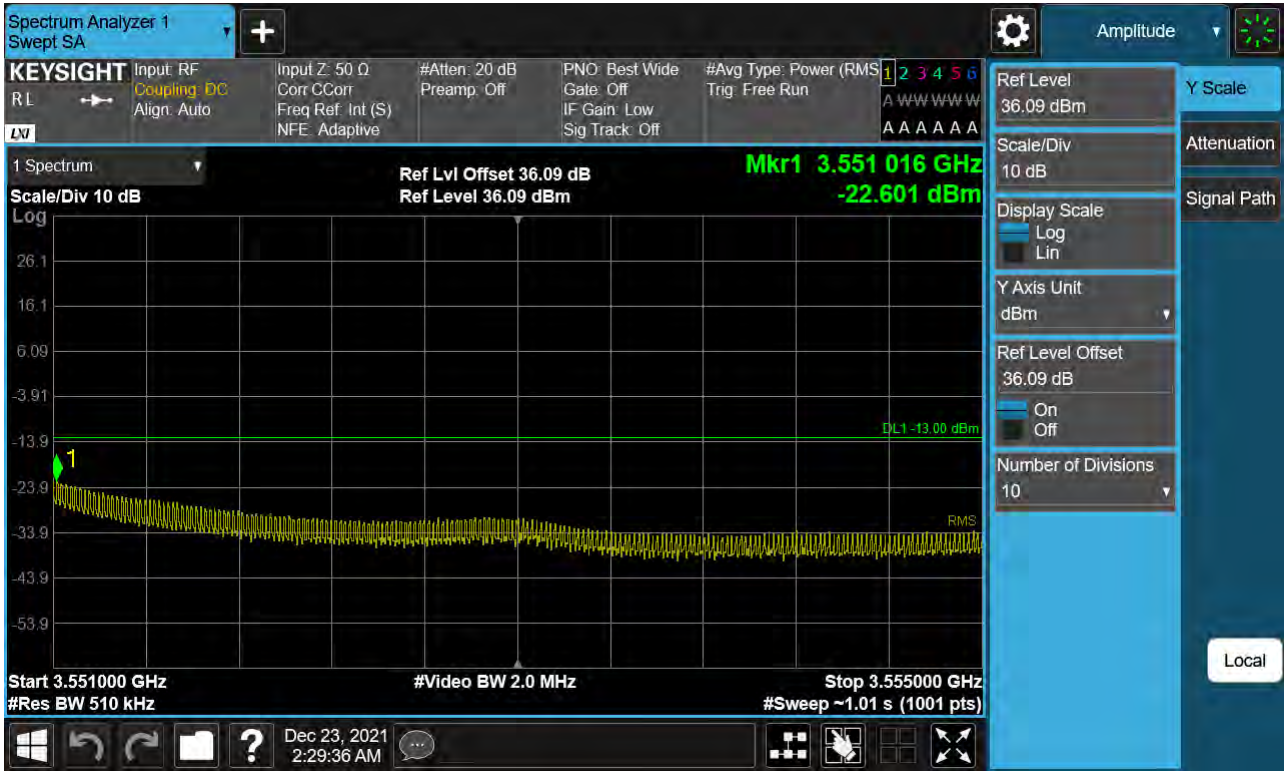 Spectrum Analyzer 1
Swept SA
+
Amplitude
KEYSIGHT
RL
LXI
Input: RF
Coupling: DC
Align: Auto
Input Z: 50 Ω
Corr CCorr
Freq Ref: Int (S)
NFE: Adaptive
#Atten: 20 dB
Preamp: Off
PNO: Best Wide
Gate: Off
IF Gain: Low
Sig Track: Off
#Avg Type: Power (RMS
Trig: Free Run
1 2 3 4 5 6
A W W W W W
A A A A A A
1 Spectrum
Scale/Div 10 dB
Ref Lvl Offset 36.09 dB
Ref Level 36.09 dBm
Mkr1 3.551 016 GHz
-22.601 dBm
Log
26.1
16.1
6.09
-3.91
DL1 -13.00 dBm
-13.9
1
-23.9
RMS
-33.9
-43.9
-53.9
Start 3.551000 GHz
#Video BW 2.0 MHz
Stop 3.555000 GHz
#Res BW 510 kHz
#Sweep ~1.01 s (1001 pts)
Ref Level
36.09 dBm
Scale/Div
10 dB
Display Scale
Log
Lin
Y Axis Unit
dBm
Ref Level Offset
36.09 dB
On
Off
Number of Divisions
10
Y Scale
Attenuation
Signal Path
Local
?
Dec 23, 2021
2:29:36 AM